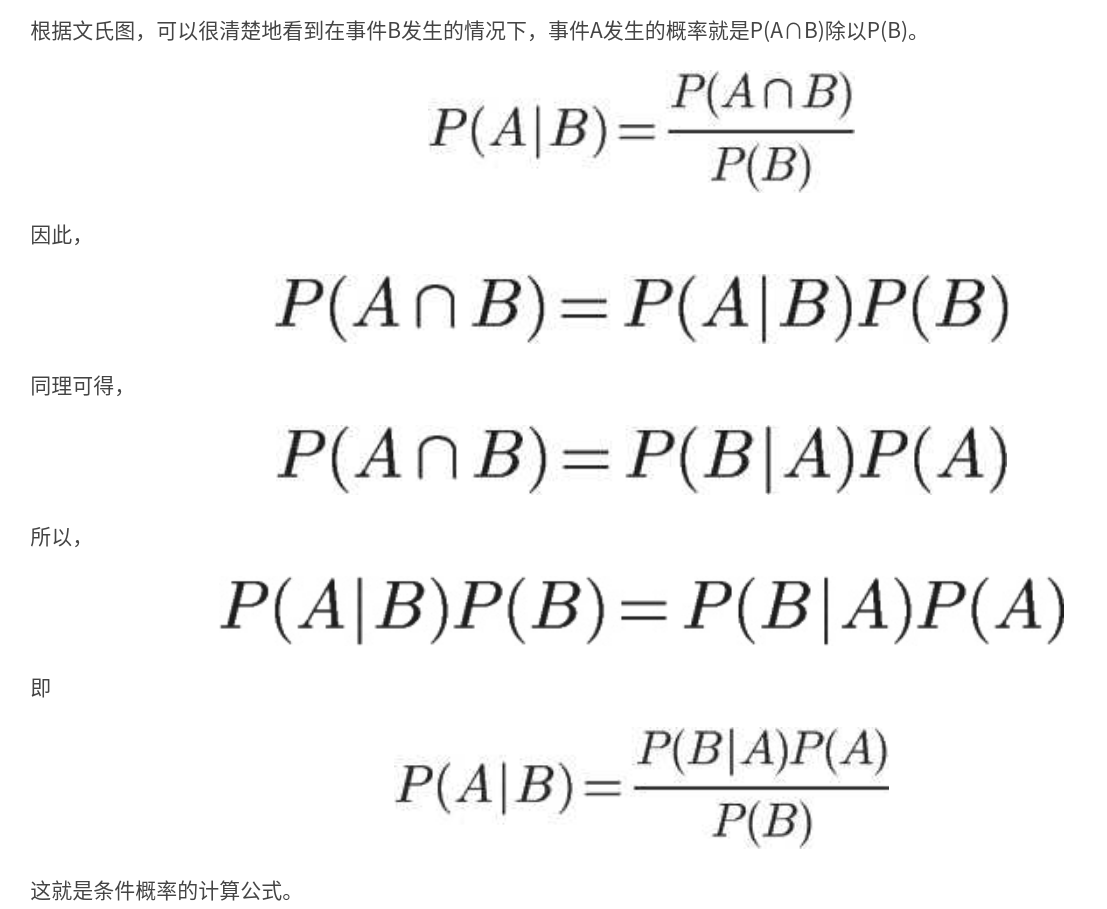 根据文氏图，可以很清楚地看到在事件B发生的情况下，事件A发生的概率就是P(A∩B)除以P(B)。
P(A|B)=P(A∩B)/P(B)
因此，
P(A∩B)=P(A|B)P(B)
同理可得，
P(A∩B)=P(B|A)P(A)
所以，
P(A|B)P(B)=P(B|A)P(A)
即
P(A|B)=P(B|A)P(A)/P(B)
这就是条件概率的计算公式。